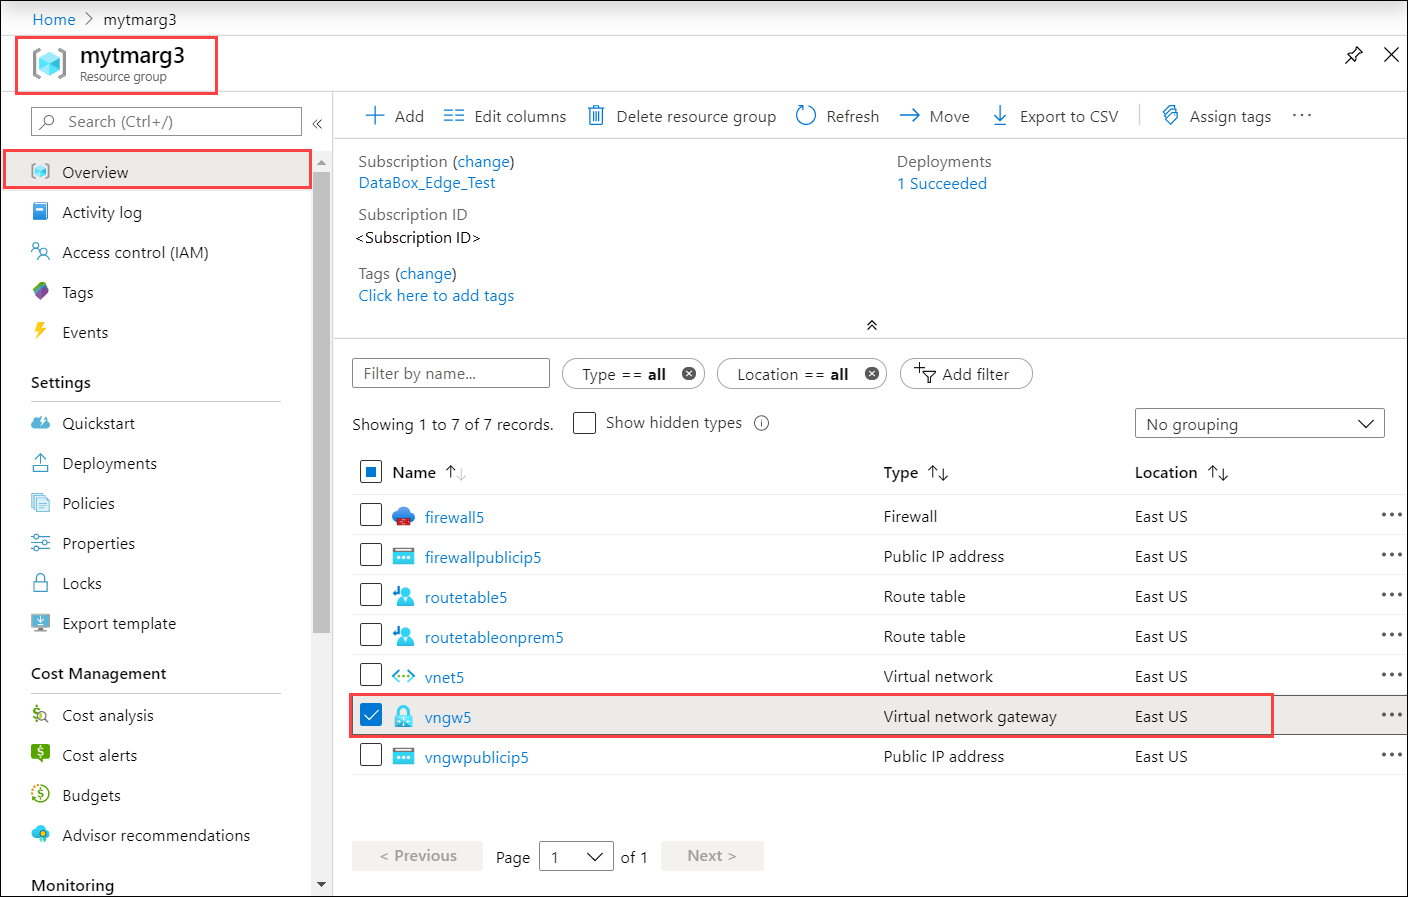 Home > mytmarg3
mytmarg3
Resource group
Search (Ctrl+/)
«
Overview
Activity log
Access control (IAM)
Tags
Events
Settings
Quickstart
Deployments
Policies
Properties
Locks
Export template
Cost Management
Cost analysis
Cost alerts
Budgets
Advisor recommendations
Monitoring
Add Edit columns Delete resource group Refresh Move Export to CSV Assign tags ...
Subscription (change)
DataBox_Edge_Test
Deployments
1 Succeeded
Subscription ID
<Subscription ID>
Tags (change)
Click here to add tags
Filter by name... Type == all Location == all Add filter
Showing 1 to 7 of 7 records. Show hidden types No grouping
Name Type Location
firewall5 Firewall East US
firewallpublicip5 Public IP address East US
routetable5 Route table East US
routetableonprem5 Route table East US
vnet5 Virtual network East US
vngw5 Virtual network gateway East US
vngwpublicip5 Public IP address East US
< Previous Page 1 of 1 Next >